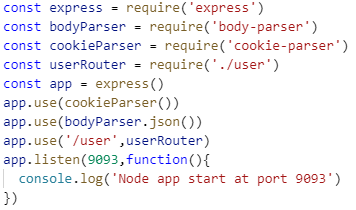 const express = require('express')
const bodyParser = require('body-parser')
const cookieParser = require('cookie-parser')
const userRouter = require('./user')
const app = express()
app.use(cookieParser())
app.use(bodyParser.json())
app.use('/user',userRouter)
app.listen(9093,function(){
  console.log('Node app start at port 9093')
})